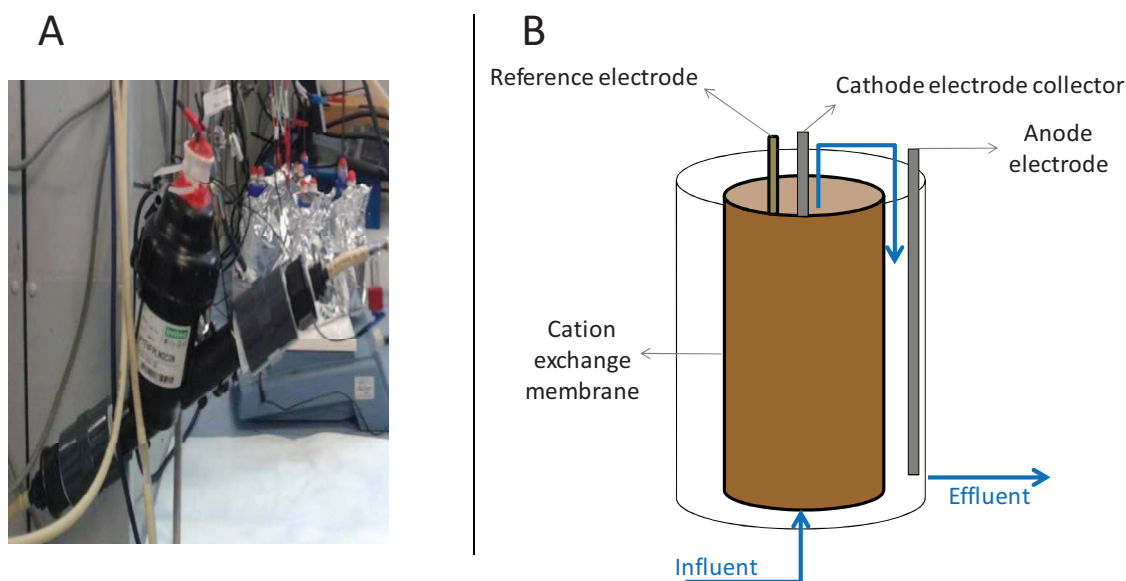 A
B
Reference electrode
Cathode electrode collector
Anode
electrode
Cation
exchange
membrane
Effluent
Influent